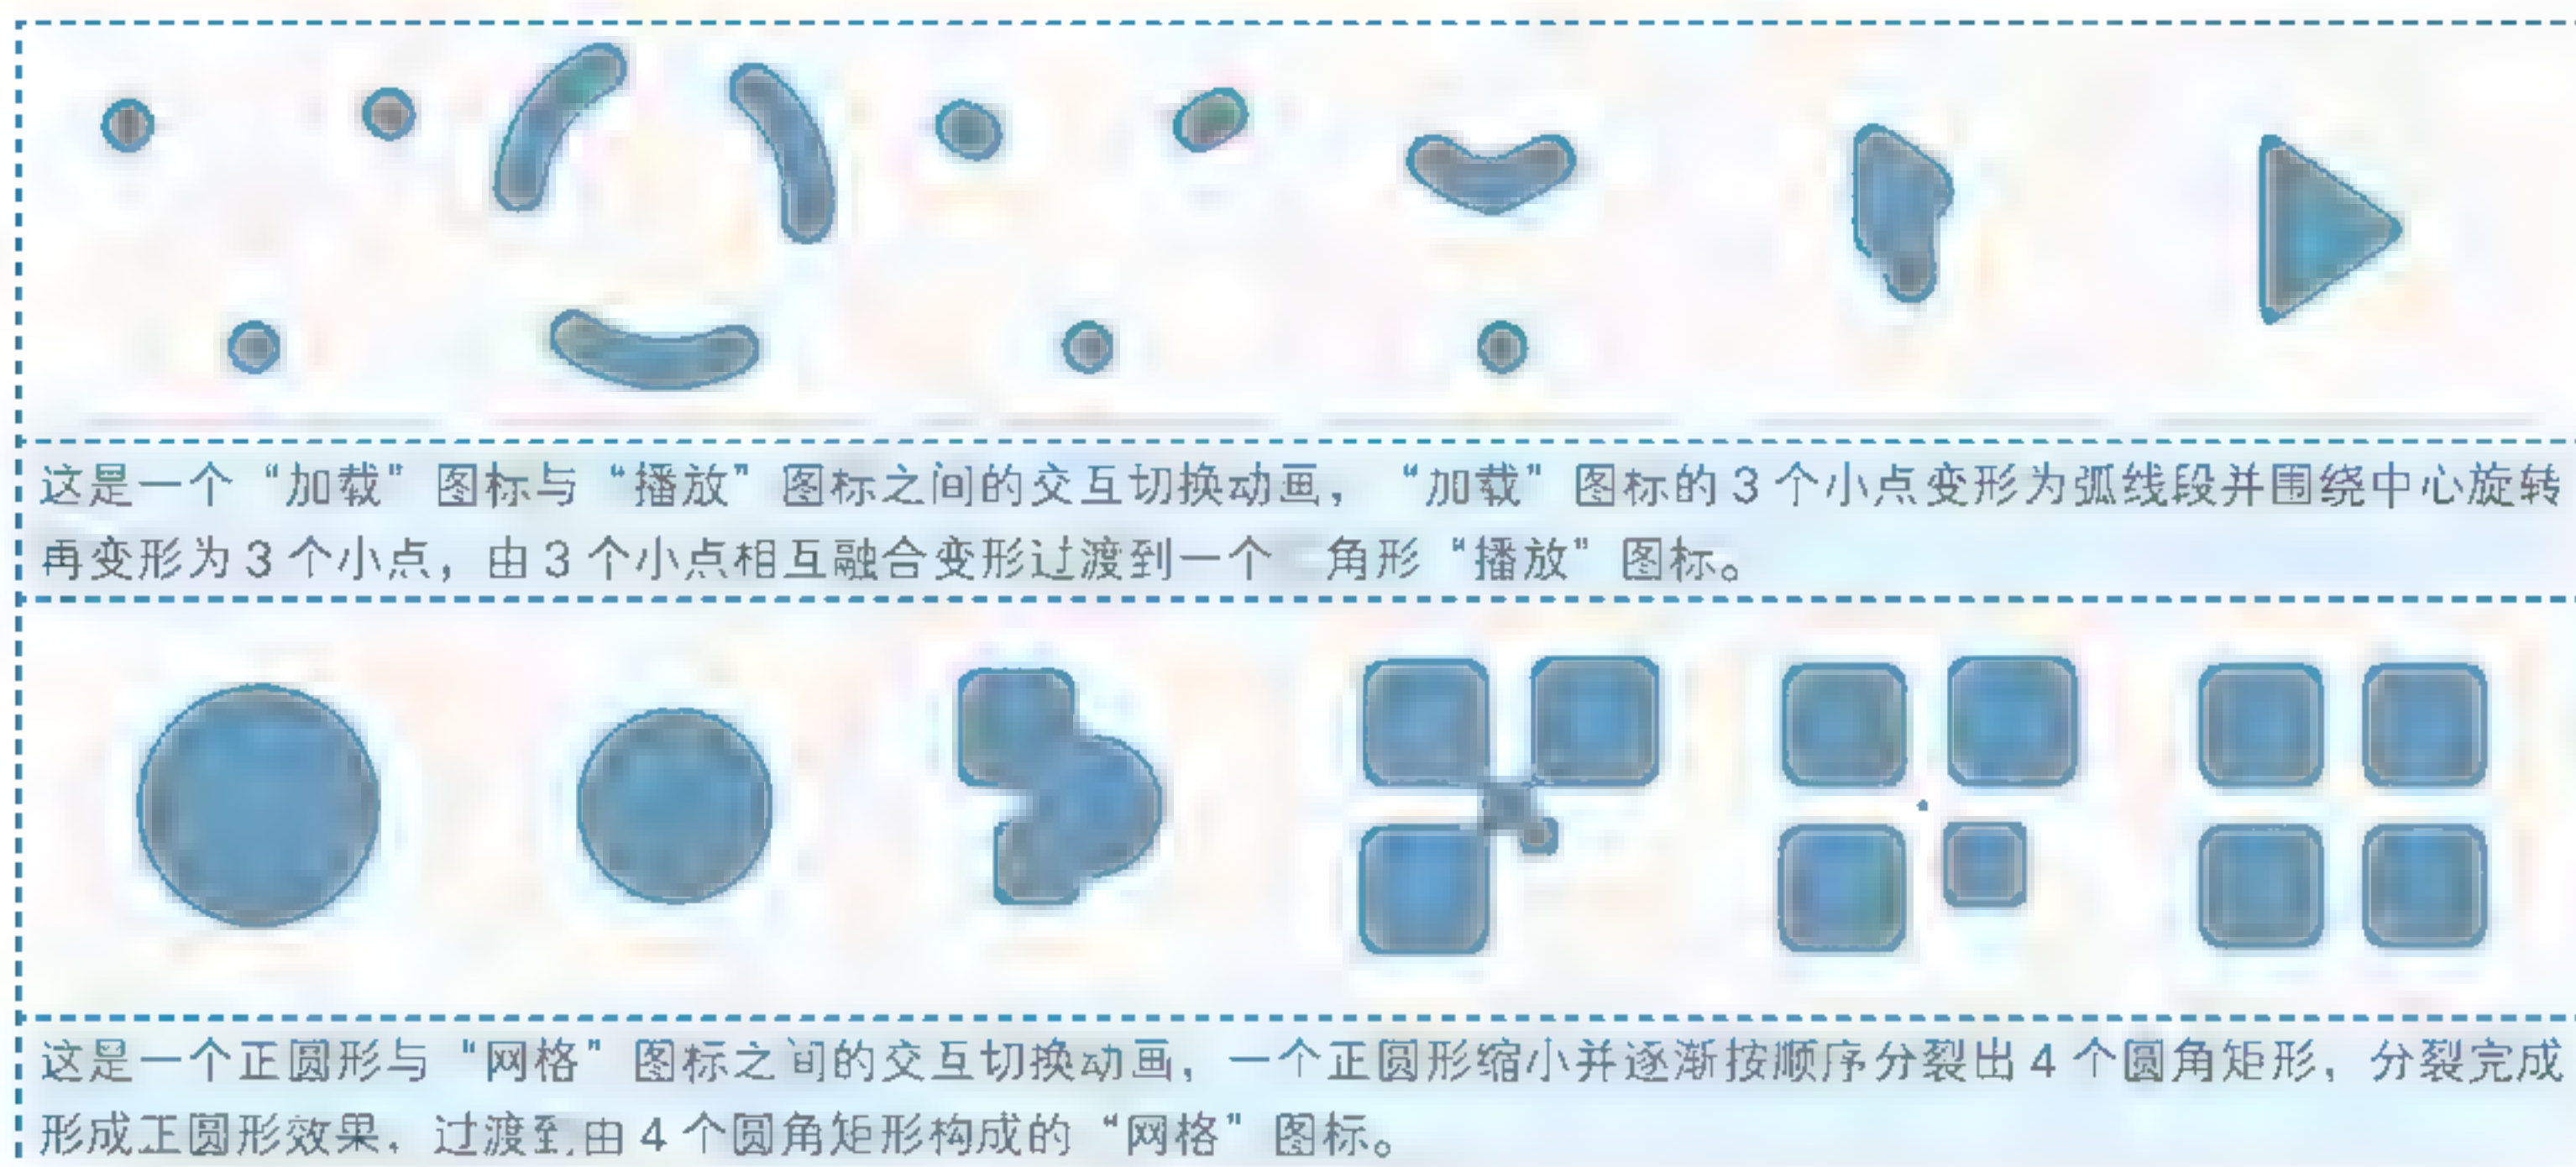 这是一个“加载”图标与“播放”图标之间的交互切换动画，“加载”图标的 3 个小点变形为弧线段并围绕中心旋转
再变形为 3 个小点，由 3 个小点相互融合变形过渡到一个 角形“播放”图标。
这是一个正圆形与“网格”图标之间的交互切换动画，一个正圆形缩小并逐渐按顺序分裂出 4 个圆角矩形，分裂完成
形成正圆形效果，过渡到由 4 个圆角矩形构成的“网格”图标。